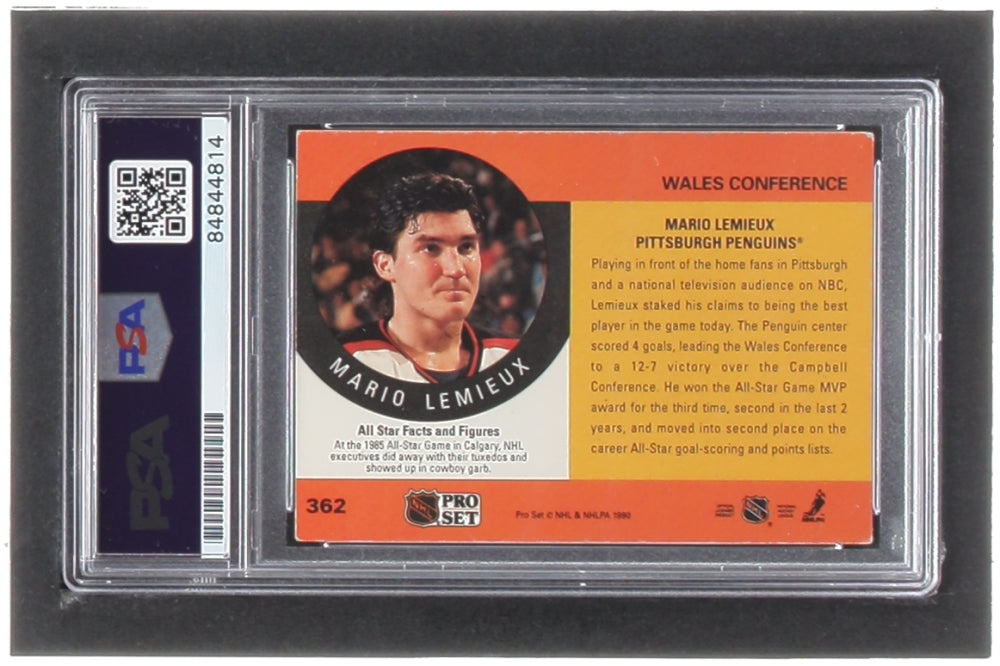 84844814
PSA
PSA
WALES CONFERENCE
MARIO LEMIEUX
PITTSBURGH PENGUINS®
Playing in front of the home fans in Pittsburgh
and a national television audience on NBC,
Lemieux staked his claims to being the best
player in the game today. The Penguin center
scored 4 goals, leading the Wales Conference
to a 12-7 victory over the Campbell
Conference. He won the All-Star Game MVP
award for the third time, second in the last 2
years, and moved into second place on the
career All-Star goal-scoring and points lists.
MARIO LEMIEUX
All Star Facts and Figures
At the 1985 All-Star Game in Calgary, NHL
executives did away with their tuxedos and
showed up in cowboy garb.
362
NHL
PRO
SET
Pro Set © NHL & NHLPA 1990
NHL
NHLPA